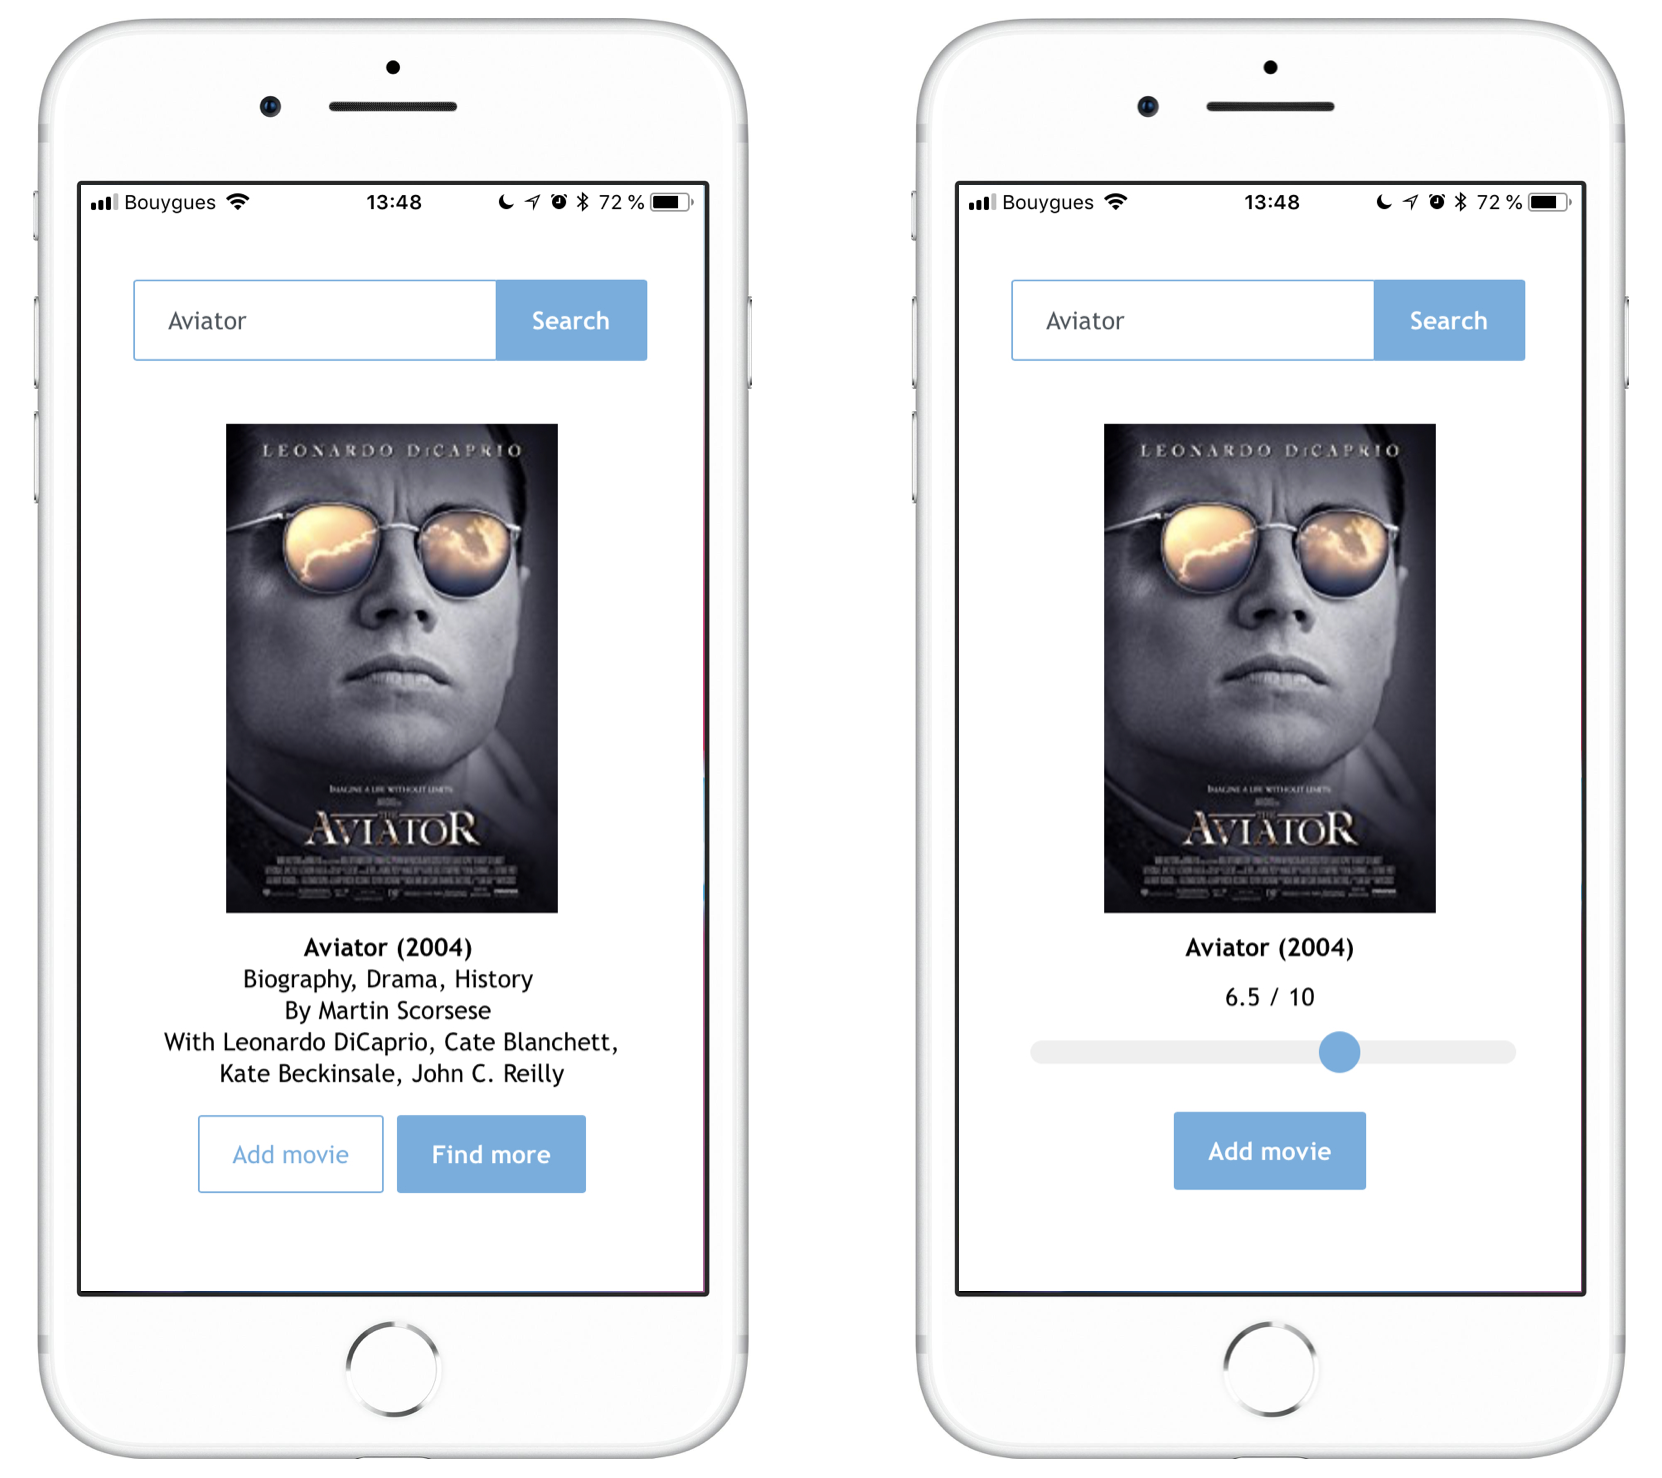 Bouygues 13:48 72 %
Aviator Search
LEONARDO DiCAPRIO
IMAGINE A LIFE WITHOUT LIMITS
THE
AVIATOR
Aviator (2004)
Biography, Drama, History
By Martin Scorsese
With Leonardo DiCaprio, Cate Blanchett,
Kate Beckinsale, John C. Reilly
Add movie Find more
Bouygues 13:48 72 %
Aviator Search
LEONARDO DiCAPRIO
IMAGINE A LIFE WITHOUT LIMITS
THE
AVIATOR
Aviator (2004)
6.5 / 10
Add movie